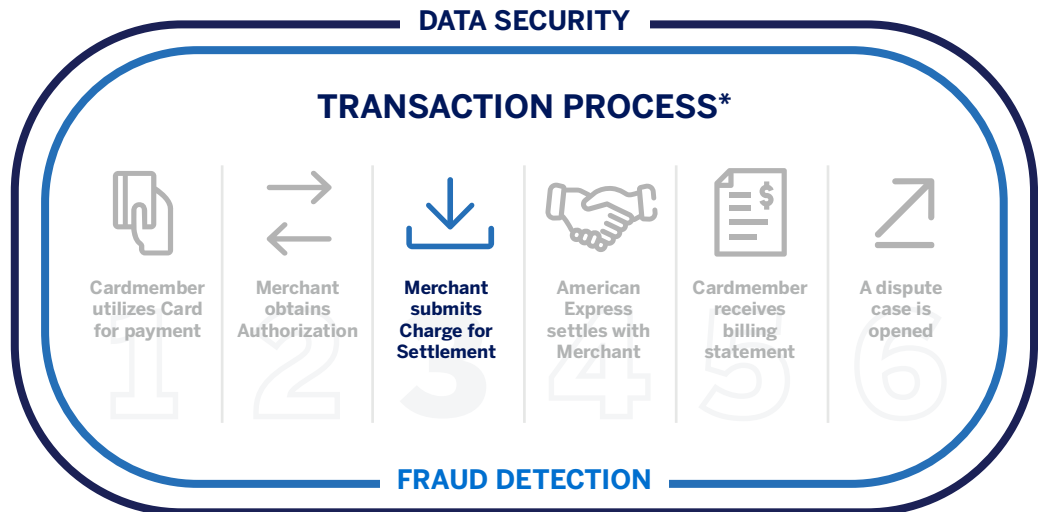 DATA SECURITY
TRANSACTION PROCESS*
$
Cardmember
utilizes Card
for payment
1
Merchant
obtains
Authorization
2
Merchant
submits
Charge for
Settlement
3
American
Express
settles with
Merchant
4
Cardmember
receives
billing
statement
5
A dispute
case is
opened
6
FRAUD DETECTION